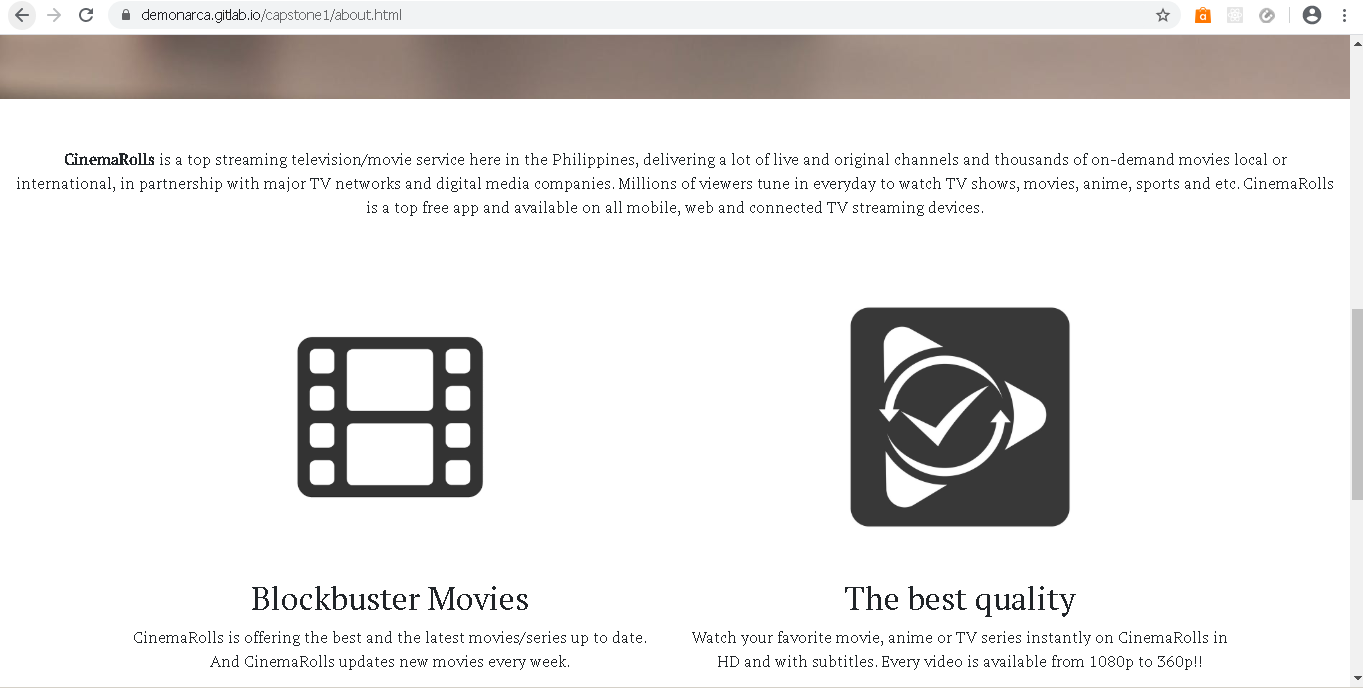 demonarca.gitlab.io/capstone1/about.html
CinemaRolls is a top streaming television/movie service here in the Philippines, delivering a lot of live and original channels and thousands of on-demand movies local or
international, in partnership with major TV networks and digital media companies. Millions of viewers tune in everyday to watch TV shows, movies, anime, sports and etc. CinemaRolls
is a top free app and available on all mobile, web and connected TV streaming devices.
Blockbuster Movies
CinemaRolls is offering the best and the latest movies/series up to date.
And CinemaRolls updates new movies every week.
The best quality
Watch your favorite movie, anime or TV series instantly on CinemaRolls in
HD and with subtitles. Every video is available from 1080p to 360p!!